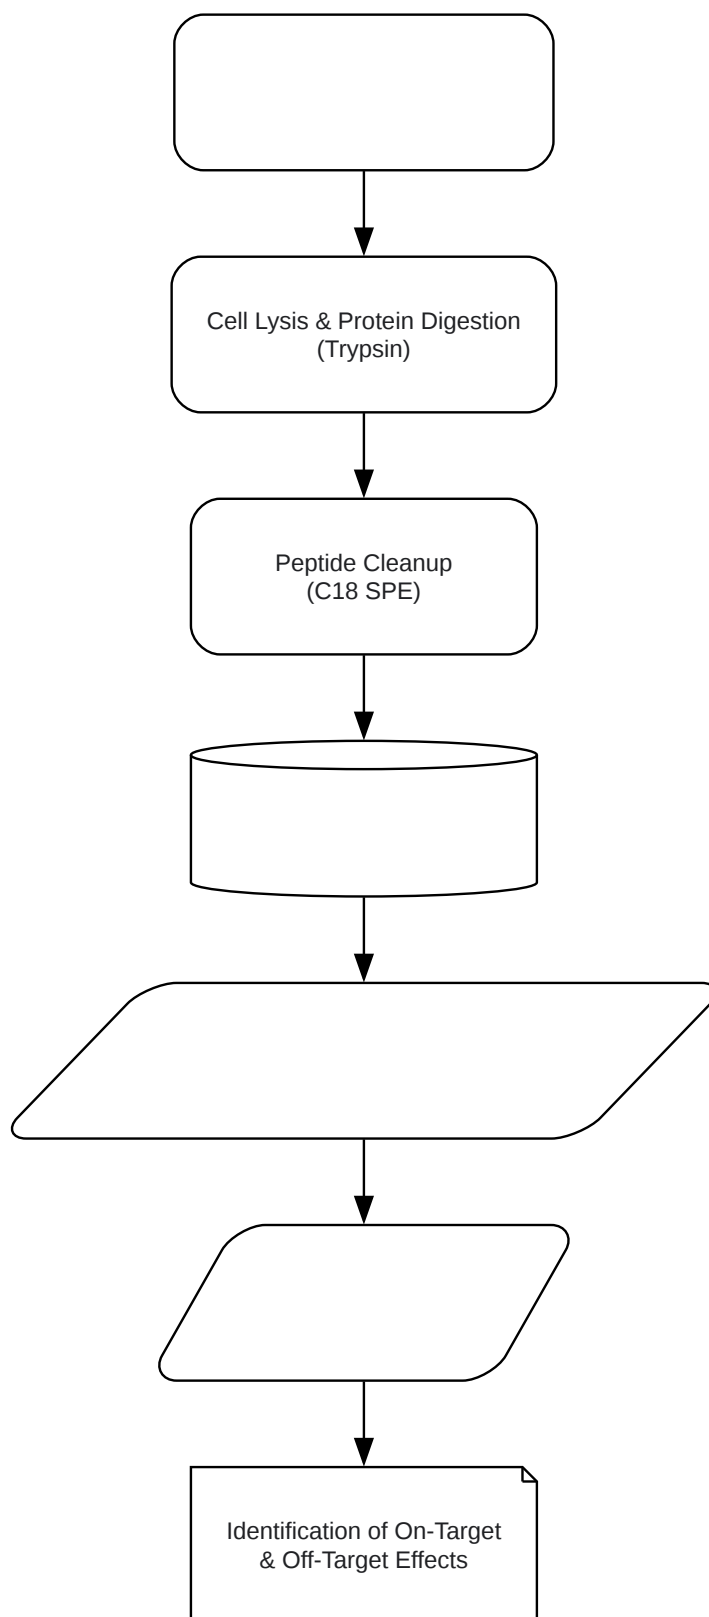 Cell Lysis & Protein Digestion
(Trypsin)
Peptide Cleanup
(C18 SPE)
Identification of On-Target
& Off-Target Effects